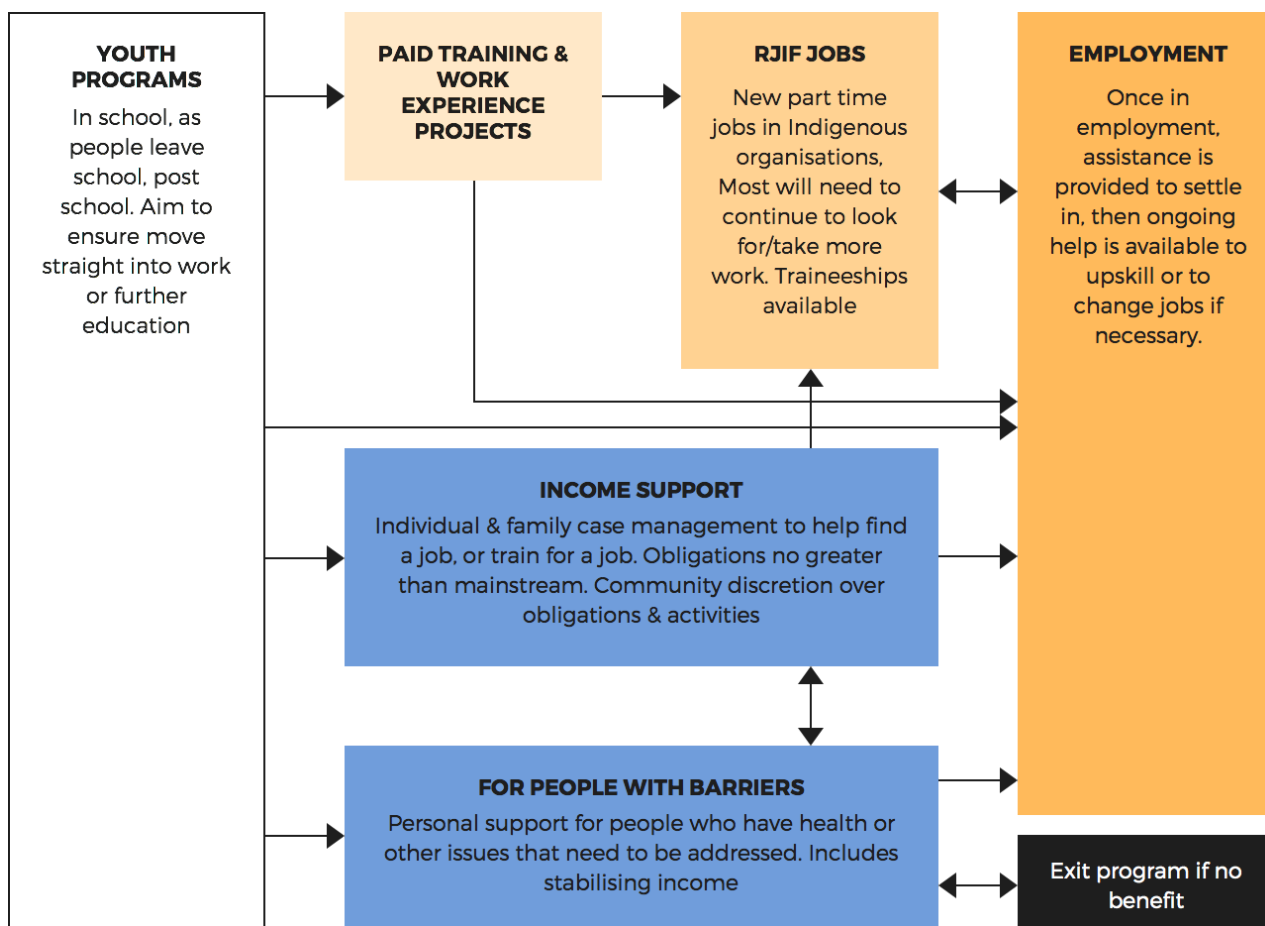 YOUTH
PROGRAMS
In school, as
people leave
school, post
school. Aim to
ensure move
straight into work
or further
education
PAID TRAINING &
WORK
EXPERIENCE
PROJECTS
RJIF JOBS
New part time
jobs in Indigenous
organisations,
Most will need to
continue to look
for/take more
work. Traineeships
available
EMPLOYMENT
Once in
employment,
assistance is
provided to settle
in, then ongoing
help is available to
upskill or to
change jobs if
necessary.
INCOME SUPPORT
Individual & family case management to help find
a job, or train for a job. Obligations no greater
than mainstream. Community discretion over
obligations & activities
FOR PEOPLE WITH BARRIERS
Personal support for people who have health or
other issues that need to be addressed. Includes
stabilising income
Exit program if no
benefit